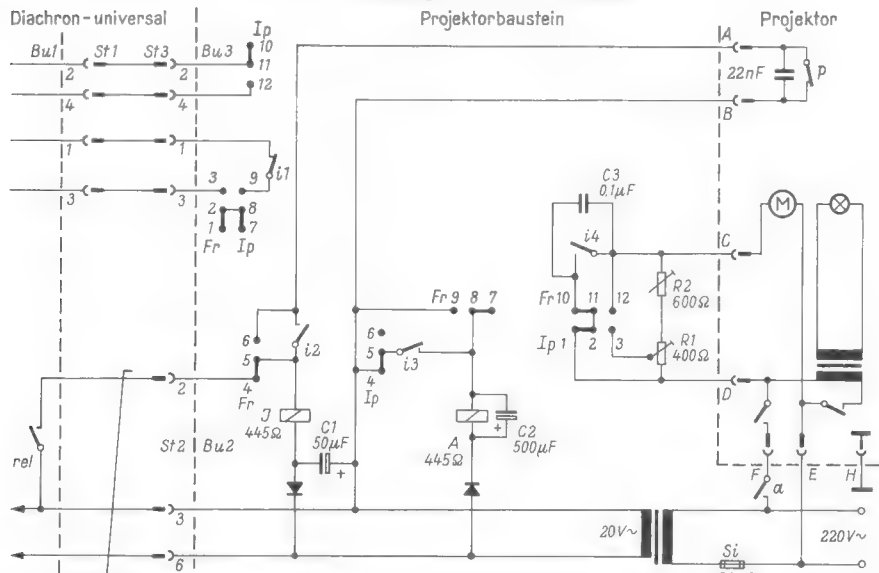 Diachron-universal Projektorbaustein Projektor
Bu1 St1 St3 Bu3 Ip
10
11
12
2 2
4 4
1 1
3 3
i1
3 9
2 8
1 7
Fr Ip
A
22nF p
B
C3
0,1µF
i4
M
C
R2
600Ω
Fr 10 11 12
Ip 1 2 3
R1
400Ω
D
Fr 9 8 7
6
5
4
Fr
i2
6
5
4
Ip
i3
2
J
445Ω
C1
50µF
+
A
445Ω
C2
500µF
+
rel
St2 Bu2
F E H
a
3
20V~
220V~
6
Si